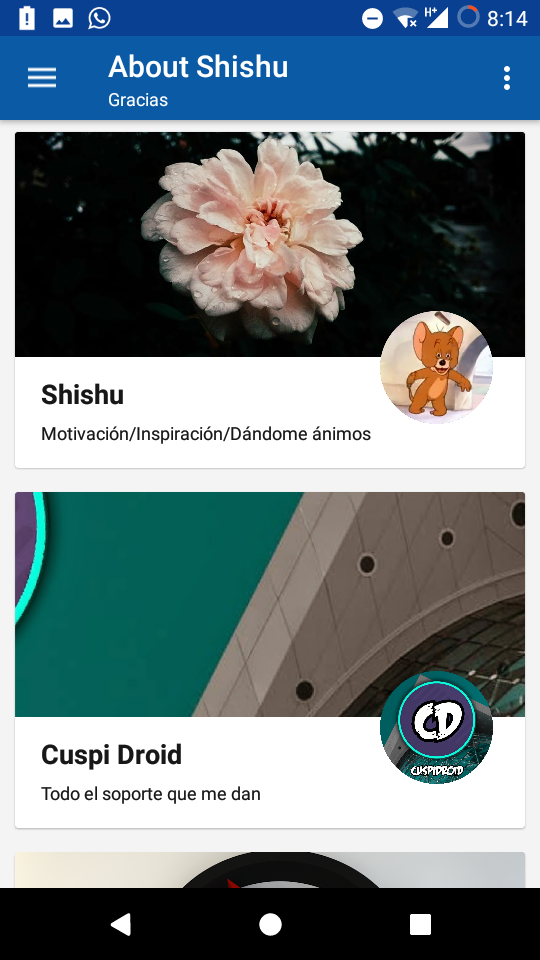 H+
8:14
About Shishu
Gracias
Shishu
Motivación/Inspiración/Dándome ánimos
Cuspi Droid
CD
CUSPIDROID
Todo el soporte que me dan